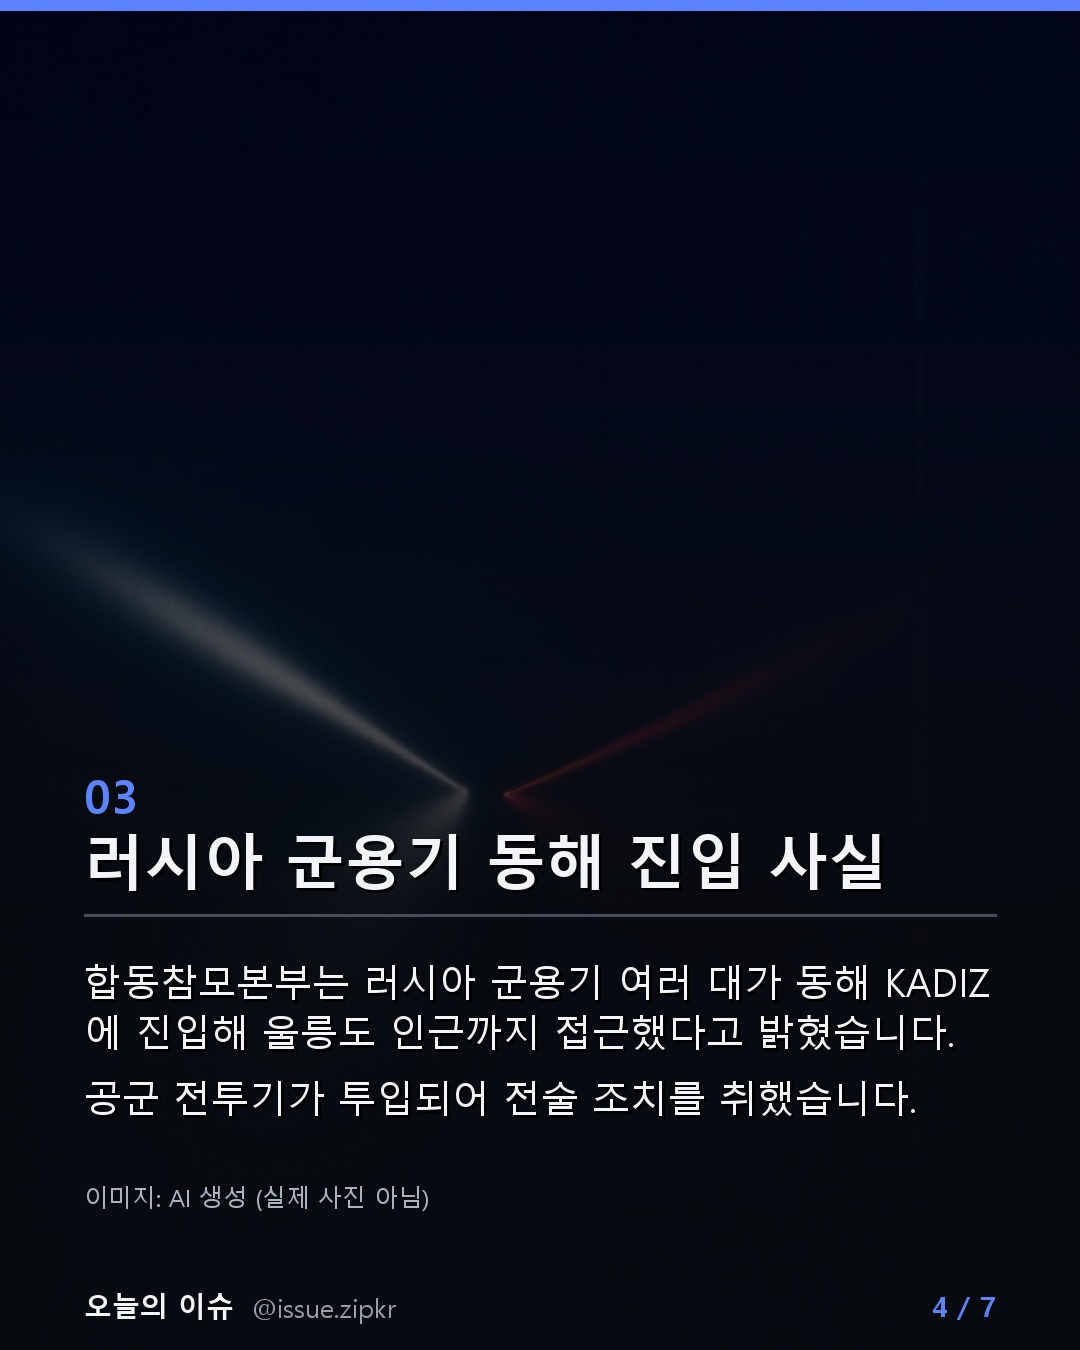 03
러시아 군용기 동해 진입 사실
합동참모본부는 러시아 군용기 여러 대가 동해 KADIZ
에 진입해 울릉도 인근까지 접근했다고 밝혔습니다.
공군 전투기가 투입되어 전술 조치를 취했습니다.
이미지: AI 생성 (실제 사진 아님)
오늘의 이슈 @issue.zipkr
4 / 7